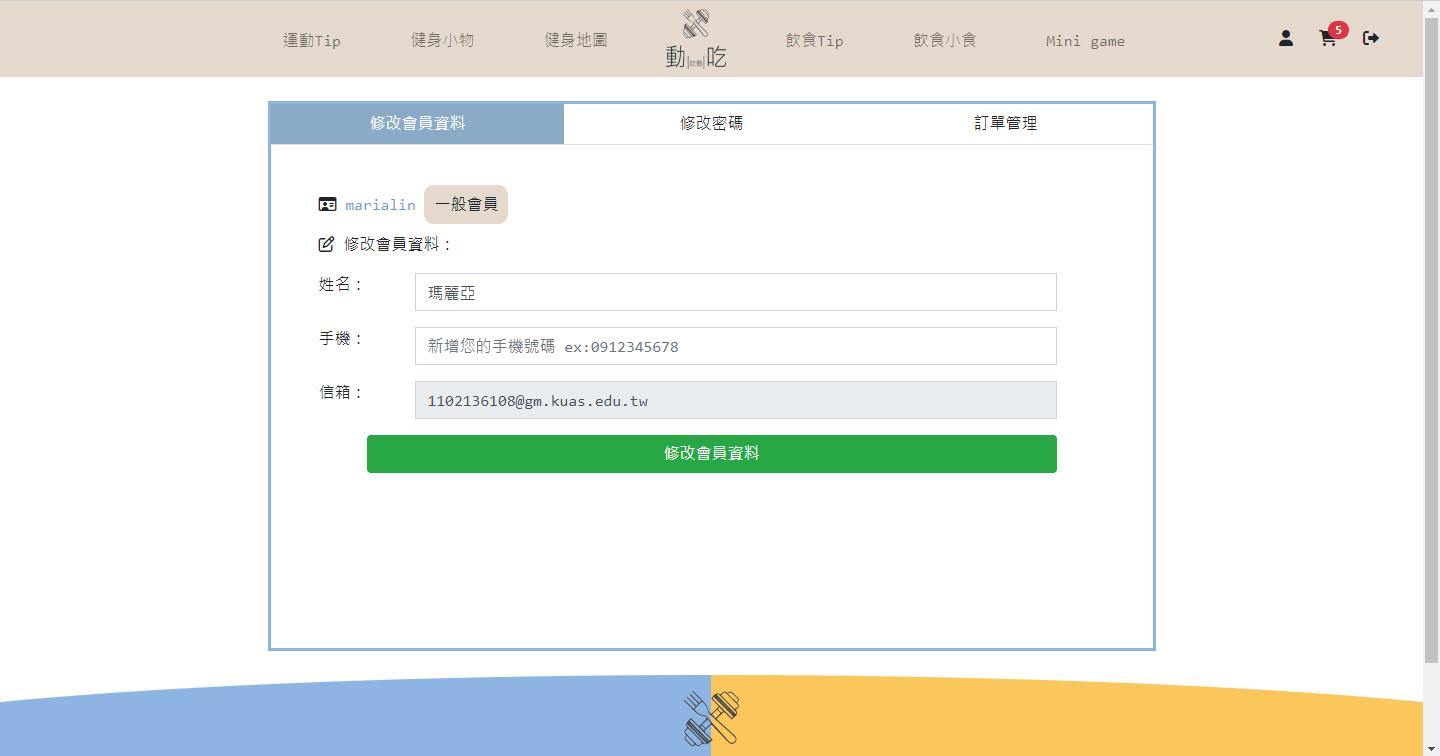 運動Tip 健身小物 健身地圖 動 吃 飲食Tip 飲食小食 Mini game 5
修改會員資料 修改密碼 訂單管理
marialin 一般會員
修改會員資料：
姓名： 瑪麗亞
手機： 新增您的手機號碼 ex:0912345678
信箱： 1102136108@gm.kuas.edu.tw
修改會員資料